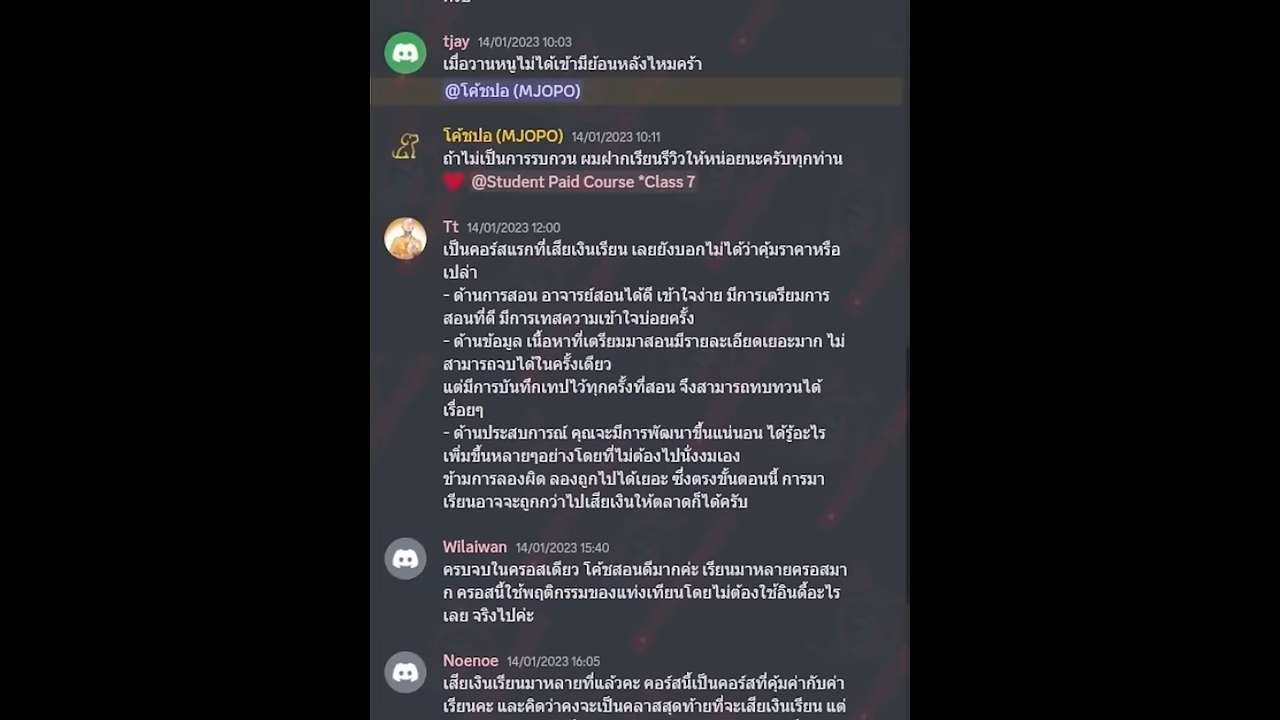 tjay 14/01/2023 10:03
เมื่อวานหนูไม่ได้เข้ามีย้อนหลังไหมคร้า
@โค้ชปอ (MJOPO)
โค้ชปอ (MJOPO) 14/01/2023 10:11
ถ้าไม่เป็นการรบกวน ผมฝากเรียนรีวิวให้หน่อยนะครับทุกท่าน
❤ @Student Paid Course *Class 7
Tt 14/01/2023 12:00
เป็นคอร์สแรกที่เสียเงินเรียน เลยยังบอกไม่ได้ว่าคุ้มราคาหรือ
เปล่า
- ด้านการสอน อาจารย์สอนได้ดี เข้าใจง่าย มีการเตรียมการ
สอนที่ดี มีการเทสความเข้าใจบ่อยครั้ง
- ด้านข้อมูล เนื้อหาที่เตรียมมาสอนมีรายละเอียดเยอะมาก ไม่
สามารถจบได้ในครั้งเดียว
แต่มีการบันทึกเทปไว้ทุกครั้งที่สอน จึงสามารถทบทวนได้
เรื่อยๆ
- ด้านประสบการณ์ คุณจะมีการพัฒนาขึ้นแน่นอน ได้รู้อะไร
เพิ่มขึ้นหลายๆอย่างโดยที่ไม่ต้องไปนั่งงมเอง
ข้ามการลองผิด ลองถูกไปได้เยอะ ซึ่งตรงขั้นตอนนี้ การมา
เรียนอาจจะถูกกว่าไปเสียเงินให้ตลาดก็ได้ครับ
Wilaiwan 14/01/2023 15:40
ครบจบในครอสเดียว โค้ชสอนดีมากค่ะ เรียนมาหลายครอสมา
ก ครอสนี้ใช้พฤติกรรมของแท่งเทียนโดยไม่ต้องใช้อินดี้อะไร
เลย จริงไปค่ะ
Noenoe 14/01/2023 16:05
เสียเงินเรียนมาหลายที่แล้วคะ คอร์สนี้เป็นคอร์สที่คุ้มค่ากับค่า
เรียนคะ และคิดว่าคงจะเป็นคลาสสุดท้ายที่จะเสียเงินเรียน แต่